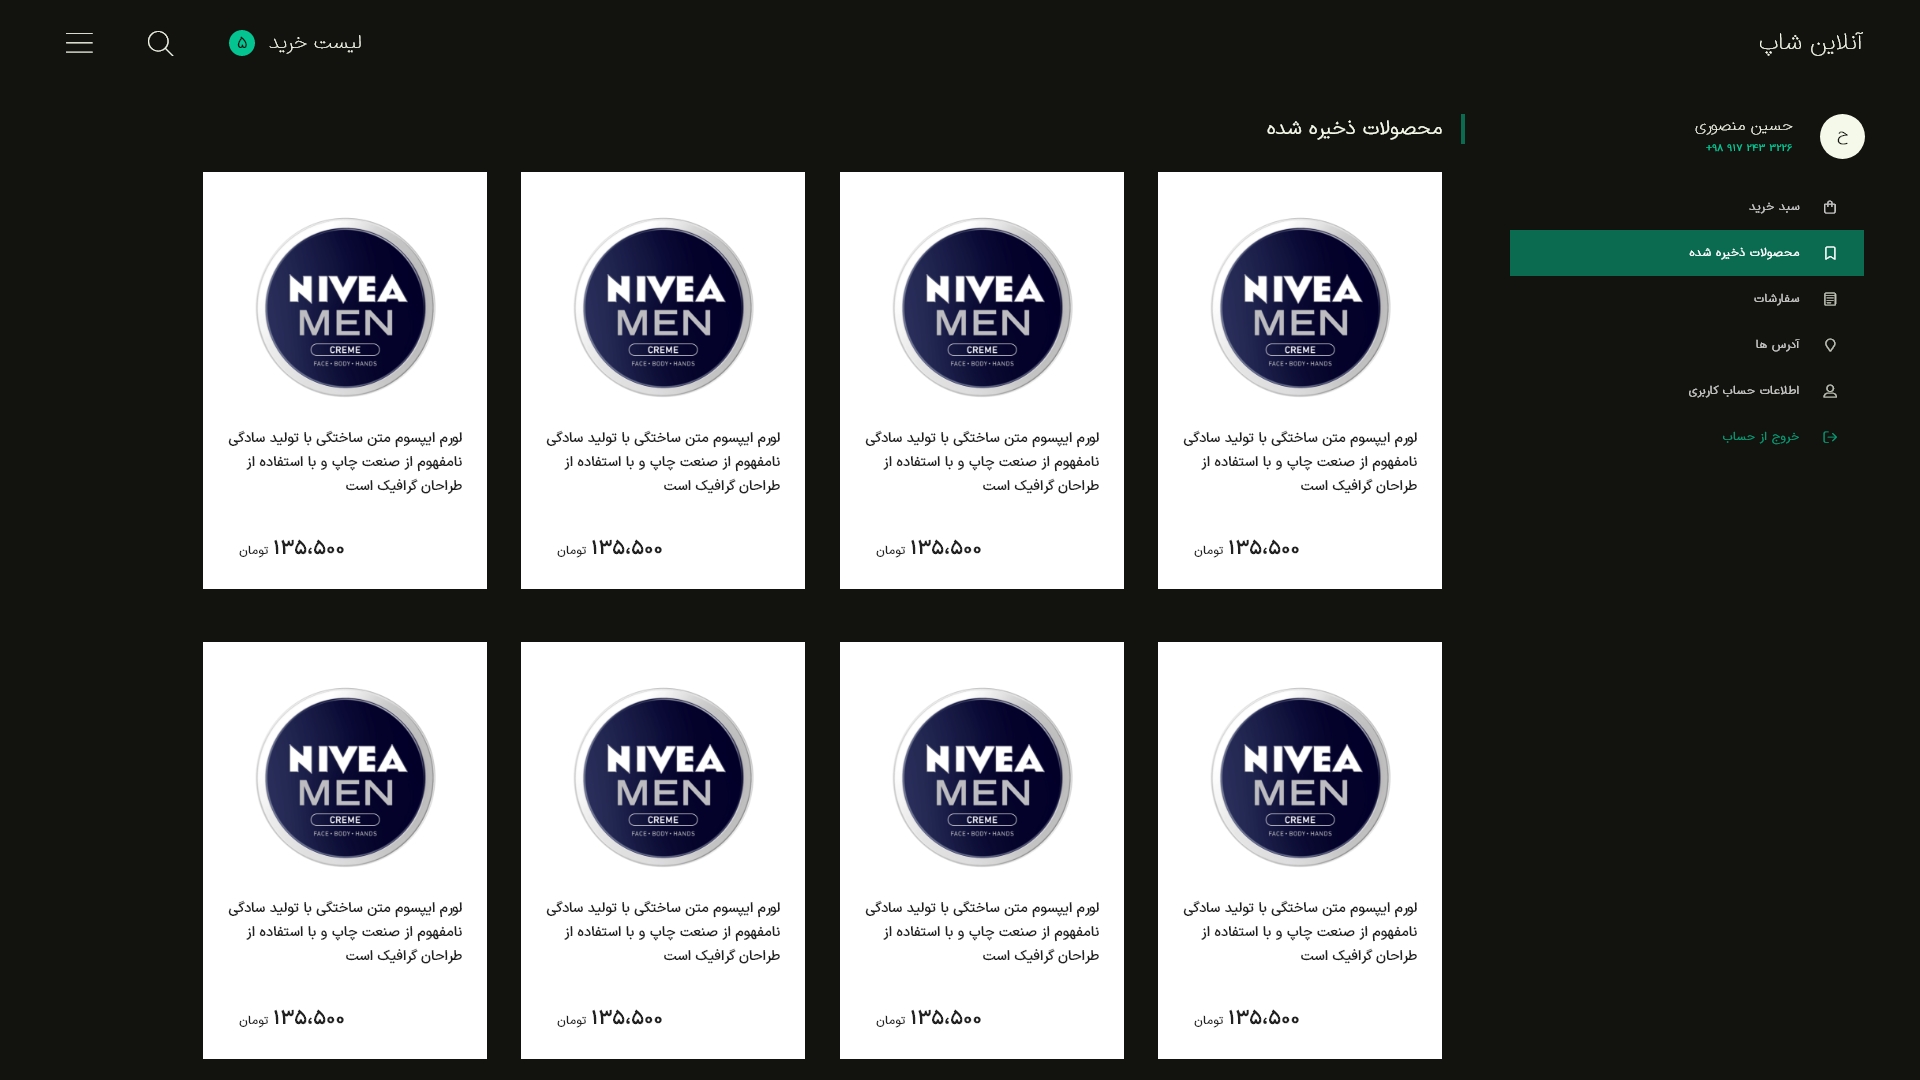 آنلاین شاپ
لیست خرید ۵
حسین منصوری
+۹۸ ۹۱۷ ۲۴۳ ۳۲۲۶
ح
سبد خرید
محصولات ذخیره شده
سفارشات
آدرس ها
اطلاعات حساب کاربری
خروج از حساب
محصولات ذخیره شده
NIVEA
MEN
CREME
FACE • BODY • HANDS
لورم ایپسوم متن ساختگی با تولید سادگی
نامفهوم از صنعت چاپ و با استفاده از
طراحان گرافیک است
۱۳۵،۵۰۰ تومان
NIVEA
MEN
CREME
FACE • BODY • HANDS
لورم ایپسوم متن ساختگی با تولید سادگی
نامفهوم از صنعت چاپ و با استفاده از
طراحان گرافیک است
۱۳۵،۵۰۰ تومان
NIVEA
MEN
CREME
FACE • BODY • HANDS
لورم ایپسوم متن ساختگی با تولید سادگی
نامفهوم از صنعت چاپ و با استفاده از
طراحان گرافیک است
۱۳۵،۵۰۰ تومان
NIVEA
MEN
CREME
FACE • BODY • HANDS
لورم ایپسوم متن ساختگی با تولید سادگی
نامفهوم از صنعت چاپ و با استفاده از
طراحان گرافیک است
۱۳۵،۵۰۰ تومان
NIVEA
MEN
CREME
FACE • BODY • HANDS
لورم ایپسوم متن ساختگی با تولید سادگی
نامفهوم از صنعت چاپ و با استفاده از
طراحان گرافیک است
۱۳۵،۵۰۰ تومان
NIVEA
MEN
CREME
FACE • BODY • HANDS
لورم ایپسوم متن ساختگی با تولید سادگی
نامفهوم از صنعت چاپ و با استفاده از
طراحان گرافیک است
۱۳۵،۵۰۰ تومان
NIVEA
MEN
CREME
FACE • BODY • HANDS
لورم ایپسوم متن ساختگی با تولید سادگی
نامفهوم از صنعت چاپ و با استفاده از
طراحان گرافیک است
۱۳۵،۵۰۰ تومان
NIVEA
MEN
CREME
FACE • BODY • HANDS
لورم ایپسوم متن ساختگی با تولید سادگی
نامفهوم از صنعت چاپ و با استفاده از
طراحان گرافیک است
۱۳۵،۵۰۰ تومان